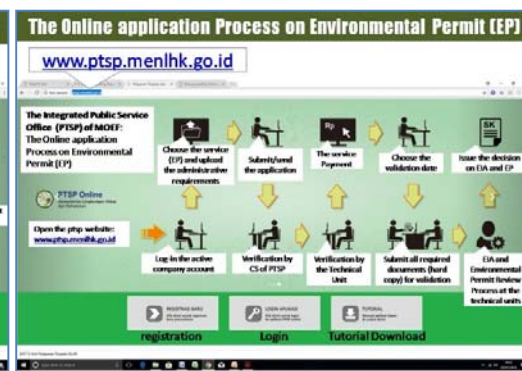 The Online application Process on Environmental Permit (EP)
www.ptsp.menlhk.go.id
The Integrated Public Service
Office (PTSP) of MOEF:
The Online application
Process on Environmental
Permit (EP)
Choose the service
(EP) and upload
the administrative
requirements
Submit/send
the application
Rp
The service
Payment
Choose the
validation date
SK
Issue the decision
on EIA and EP
PTSP Online
Open the ptsp website:
www.ptsp.menlhk.go.id
Log-in the active
company account
Verification by
CS of PTSP
Verification by
the Technical
Unit
Submit all required
documents (hard
copy) for validation
EIA and
Environmental
Permit Review
Process at the
technical units
REGISTRASI BARU
LOGIN APLIKASI
TUTORIAL
registration
Login
Tutorial Download